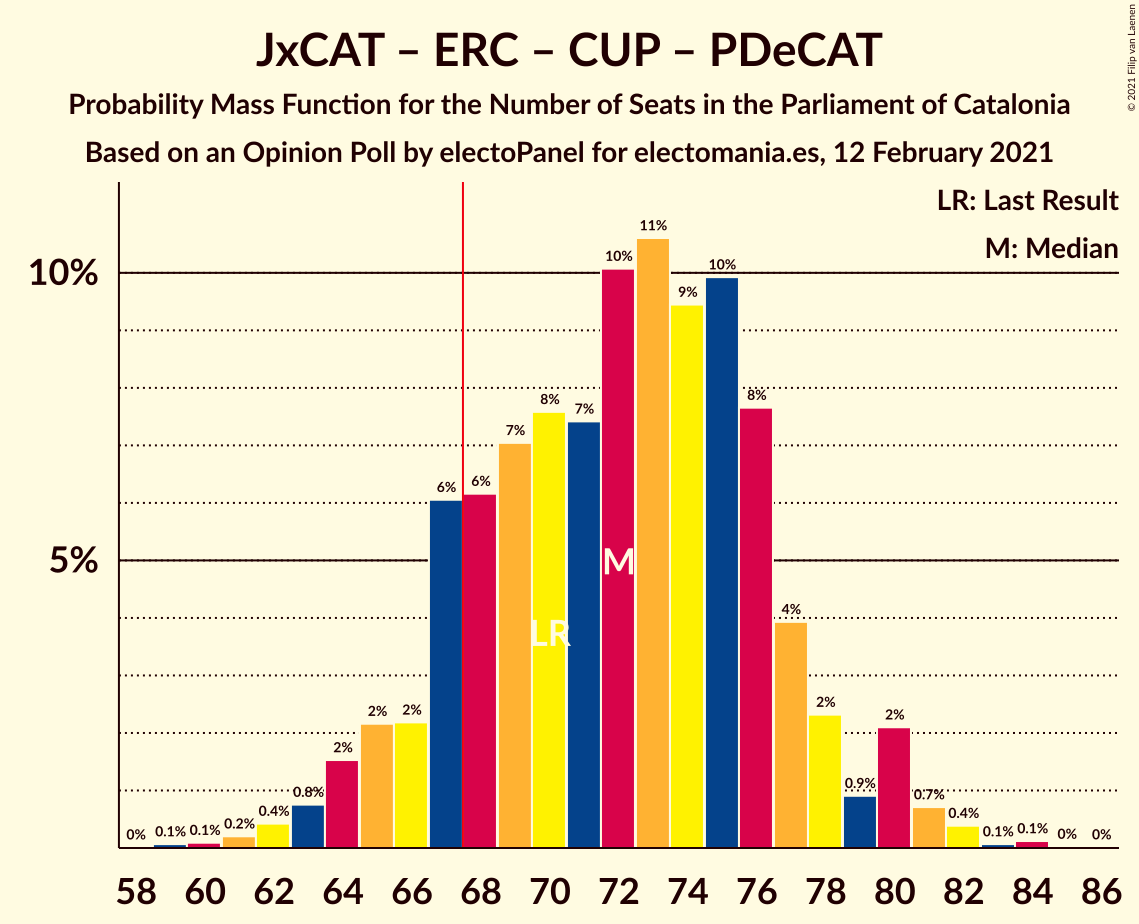 JxCAT – ERC – CUP – PDeCAT
Probability Mass Function for the Number of Seats in the Parliament of Catalonia
Based on an Opinion Poll by electoPanel for electomania.es, 12 February 2021
© 2021 Filip van Laenen
LR: Last Result
M: Median
10%
5%
0% 0.1% 0.1% 0.2% 0.4% 0.8% 2% 2% 2% 6% 6% 7% 8% 7% 10% 11% 9% 10% 8% 4% 2% 0.9% 2% 0.7% 0.4% 0.1% 0.1% 0% 0%
M
LR
58 60 62 64 66 68 70 72 74 76 78 80 82 84 86